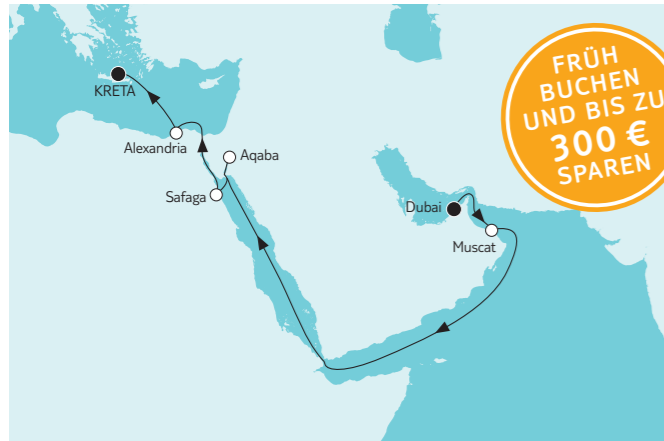 FRÜH
BUCHEN
UND BIS ZU
300 €
SPAREN
KRETA
Alexandria
Aqaba
Safaga
Dubai
Muscat